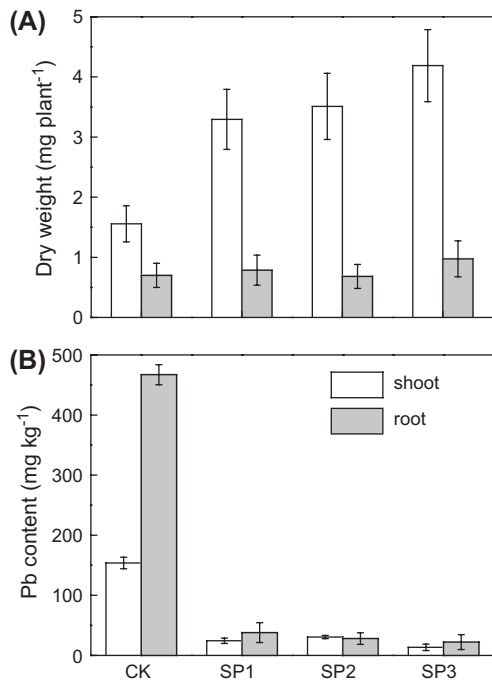 (A)
Dry weight (mg plant⁻¹)
5
4
3
2
1
0
(B)
Pb content (mg kg⁻¹)
500
400
300
200
100
0
shoot
root
CK SP1 SP2 SP3